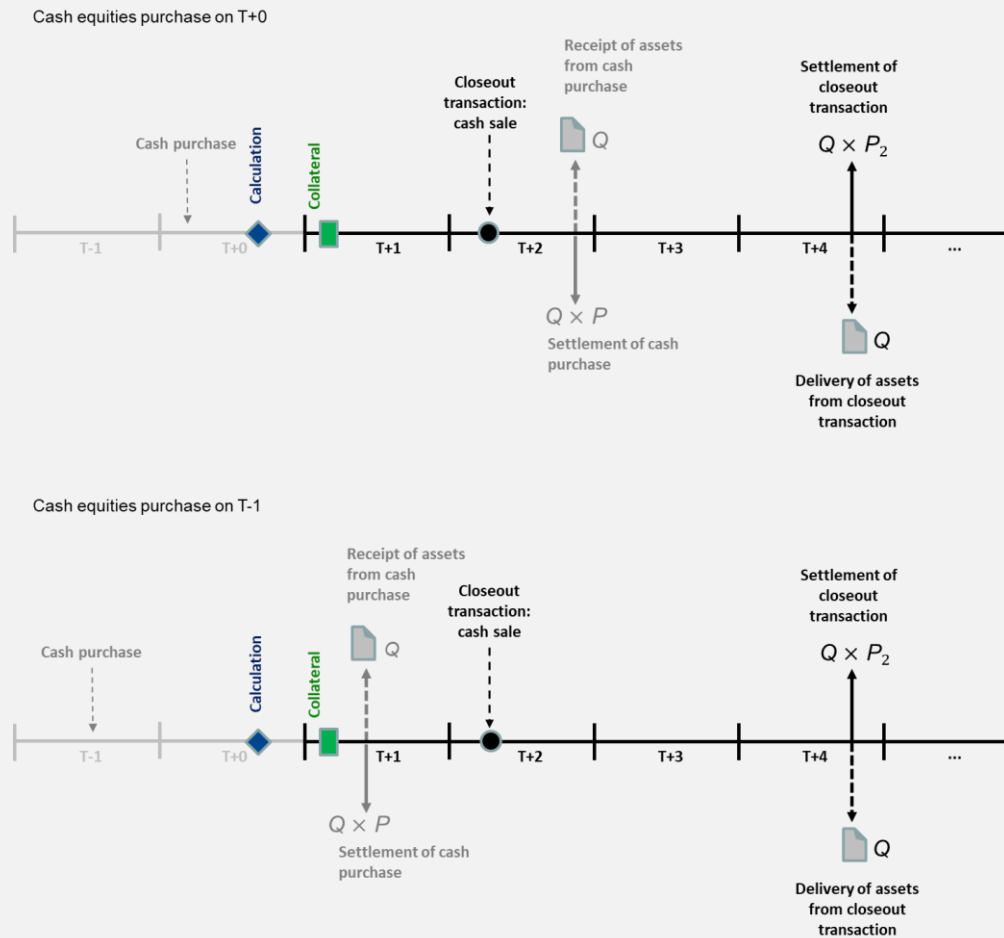 Cash equities purchase on T+0
Receipt of assets
from cash
purchase
Settlement of
closeout
transaction
Closeout
transaction:
cash sale
Cash purchase
Calculation
Collateral
Q
Q × P₂
T-1
T+0
T+1
T+2
T+3
T+4
...
Q × P
Settlement of cash
purchase
Q
Delivery of assets
from closeout
transaction
Cash equities purchase on T-1
Receipt of assets
from cash
purchase
Closeout
transaction:
cash sale
Settlement of
closeout
transaction
Cash purchase
Calculation
Collateral
Q
Q × P₂
T-1
T+0
T+1
T+2
T+3
T+4
...
Q × P
Settlement of cash
purchase
Q
Delivery of assets
from closeout
transaction